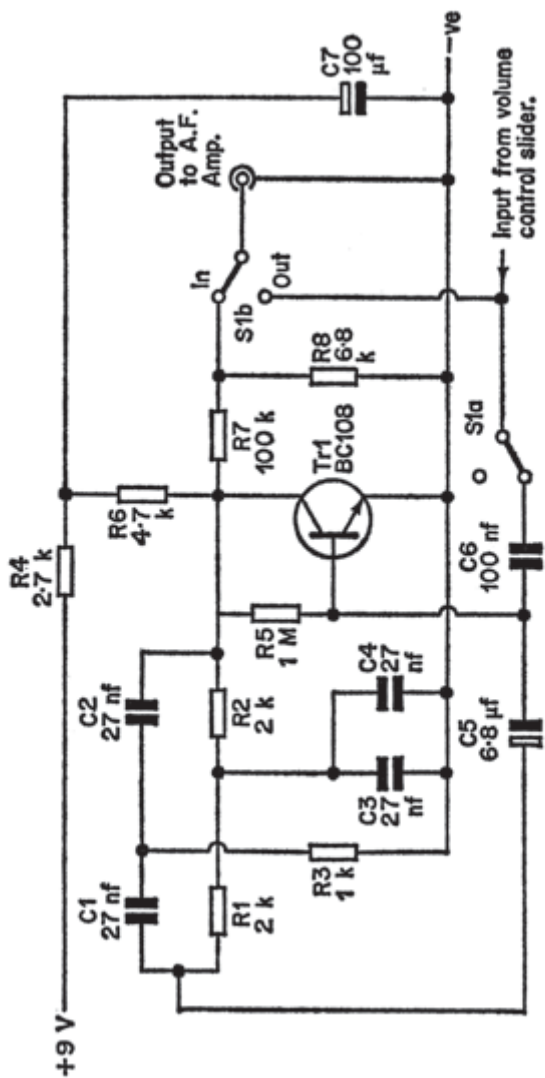 +9 V
R4
2·7 k
C1
27 nf
C2
27 nf
R6
4·7
k
Output
to A.F.
Amp.
C7
100
µf
In
S1b
Out
R1
2 k
R2
2 k
R7
100 k
R3
1 k
R5
1 M
Tr1
BC108
R8
6·8
k
C3
27
nf
C4
27
nf
−ve
C5
6·8 µf
C6
100 nf
S1a
Input from volume
control slider.